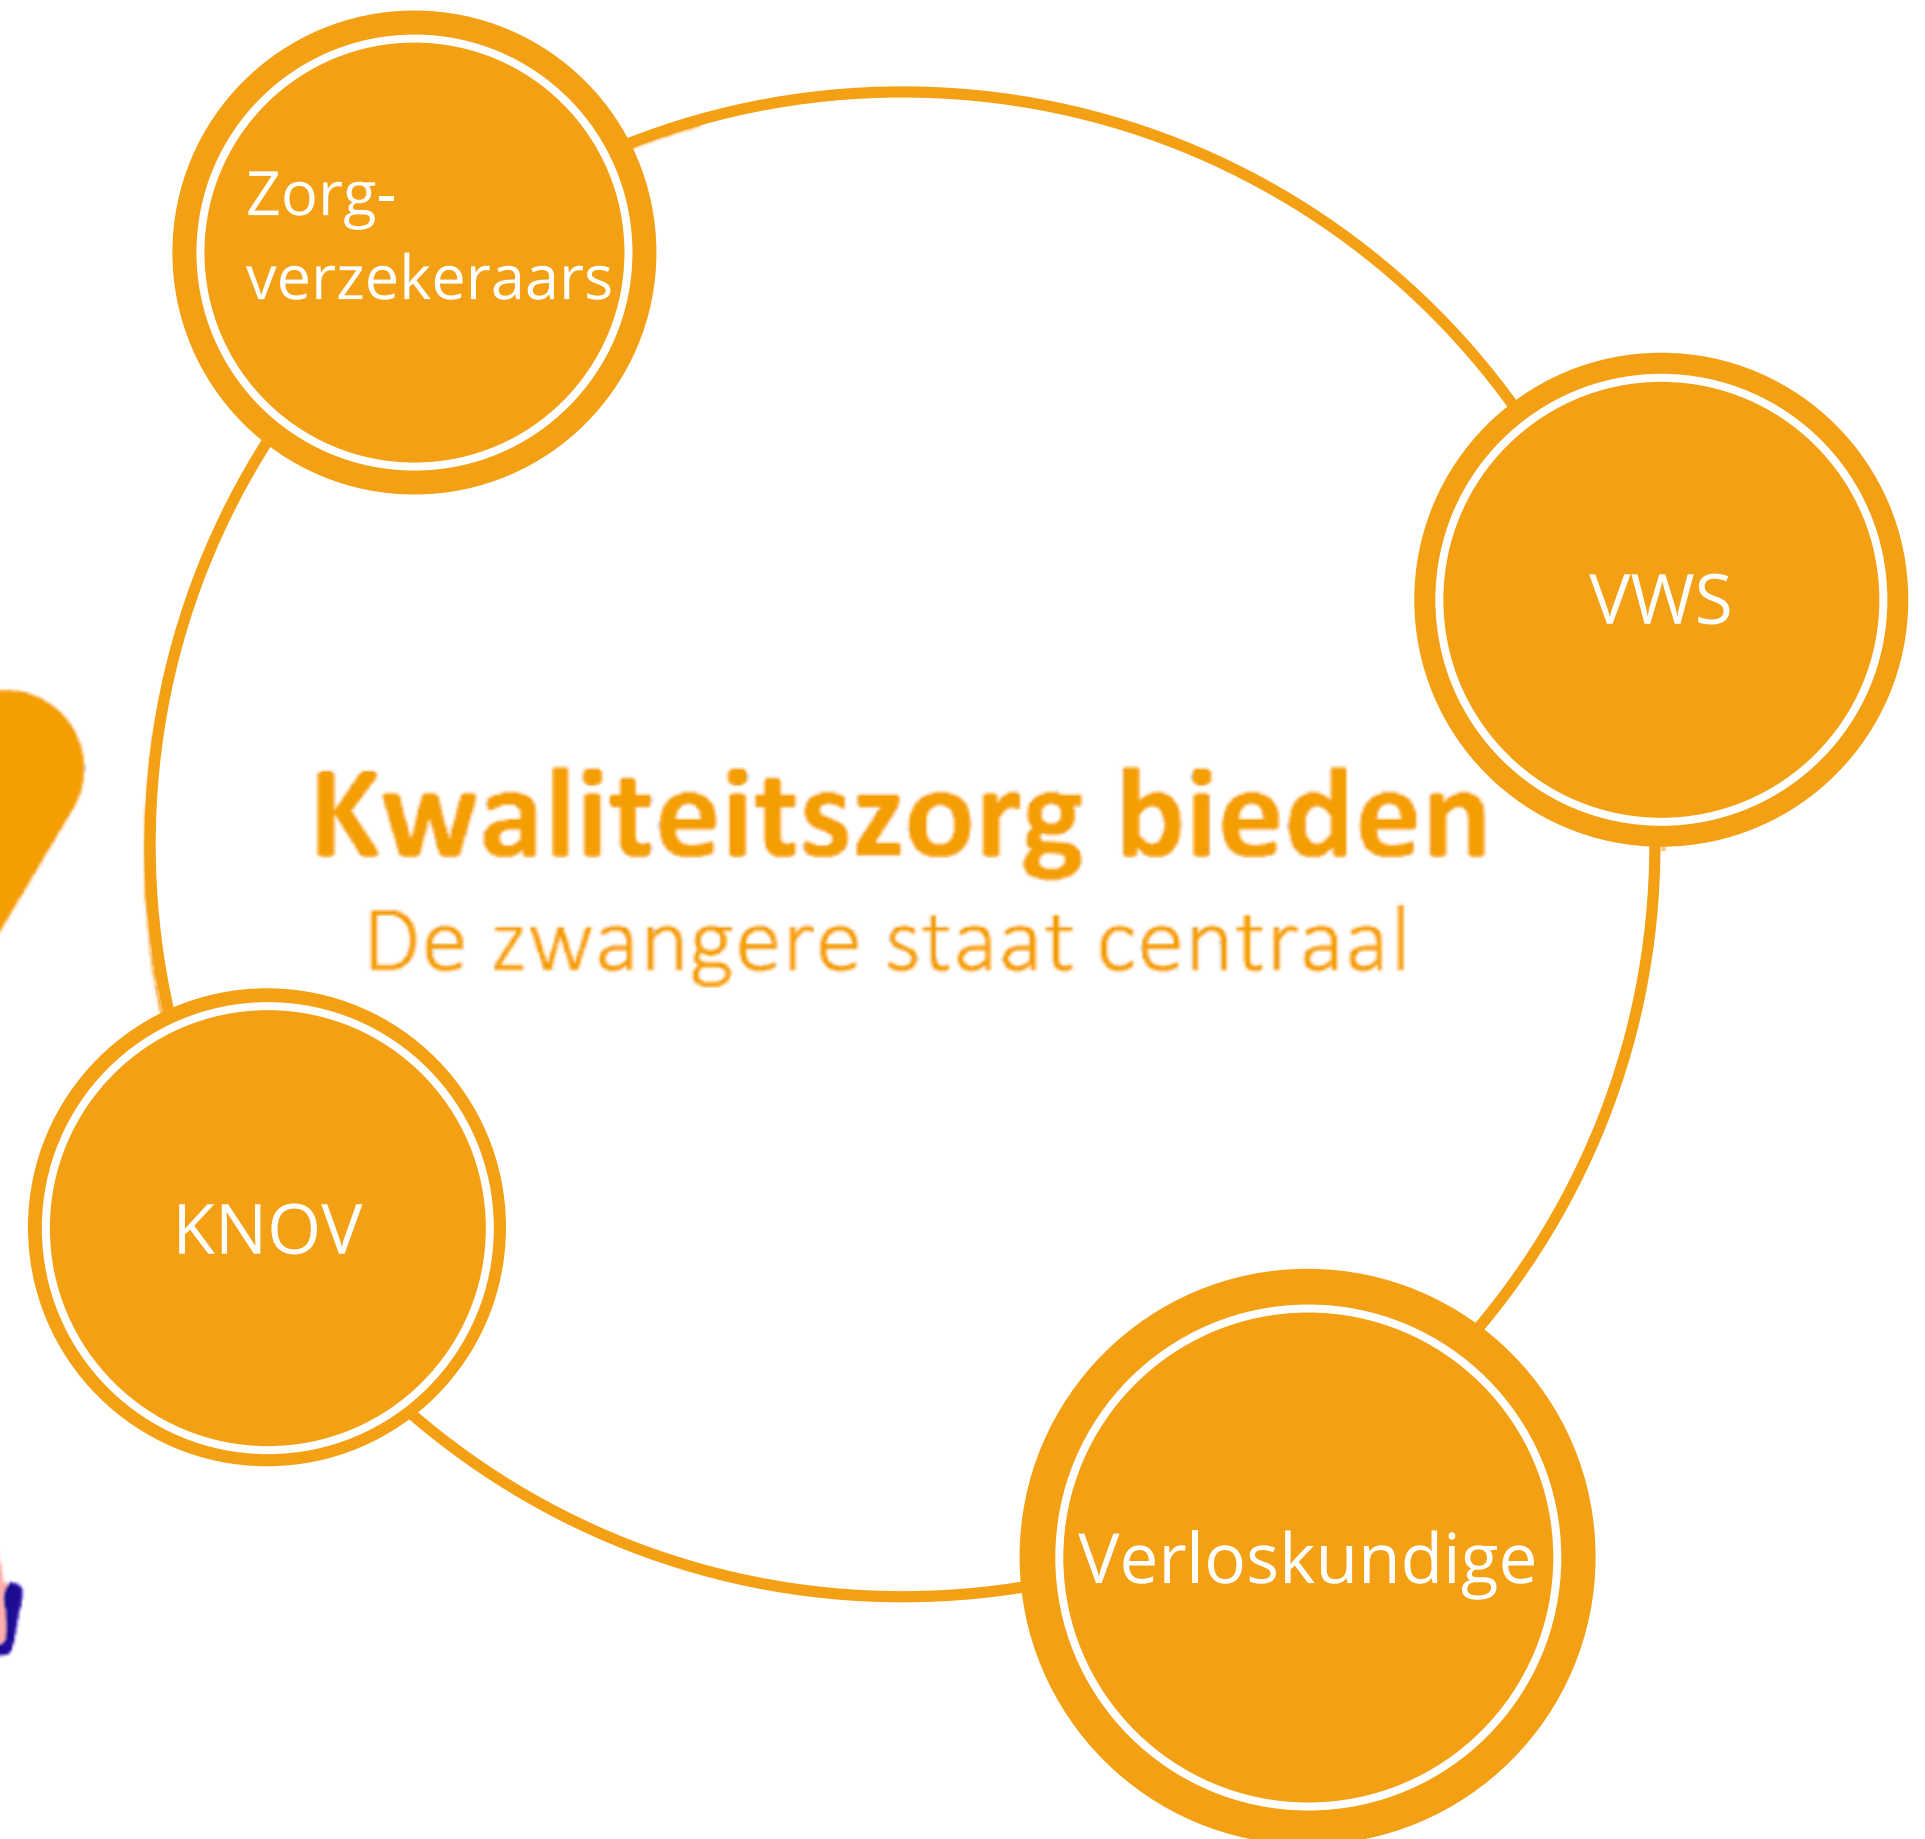 Zorg-
verzekeraars
VWS
Kwaliteitszorg bieden
De zwangere staat centraal
KNOV
Verloskundige